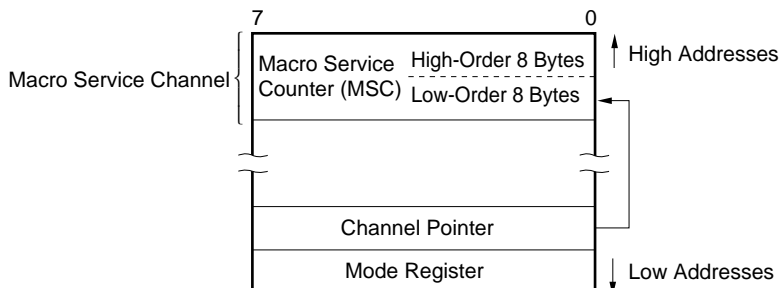 7 0
High Addresses
Macro Service Channel
Macro Service
Counter (MSC)
High-Order 8 Bytes
Low-Order 8 Bytes
Channel Pointer
Mode Register
Low Addresses